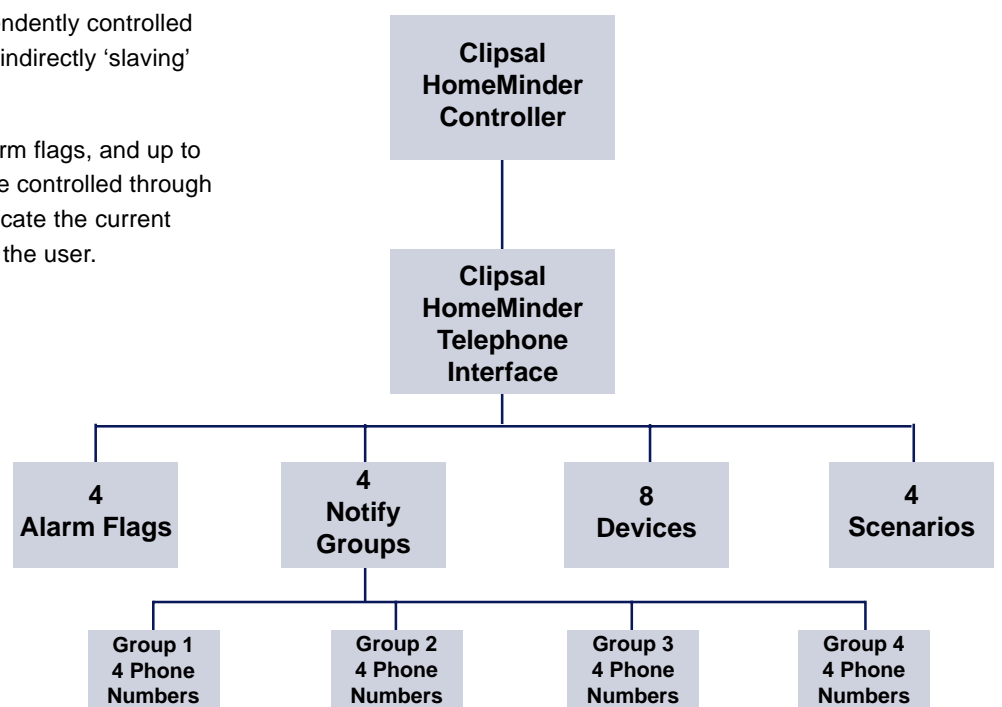 ndently controlled
indirectly ‘slaving’
rm flags, and up to
e controlled through
cate the current
the user.
Clipsal
HomeMinder
Controller
Clipsal
HomeMinder
Telephone
Interface
4
Alarm Flags
4
Notify
Groups
8
Devices
4
Scenarios
Group 1
4 Phone
Numbers
Group 2
4 Phone
Numbers
Group 3
4 Phone
Numbers
Group 4
4 Phone
Numbers